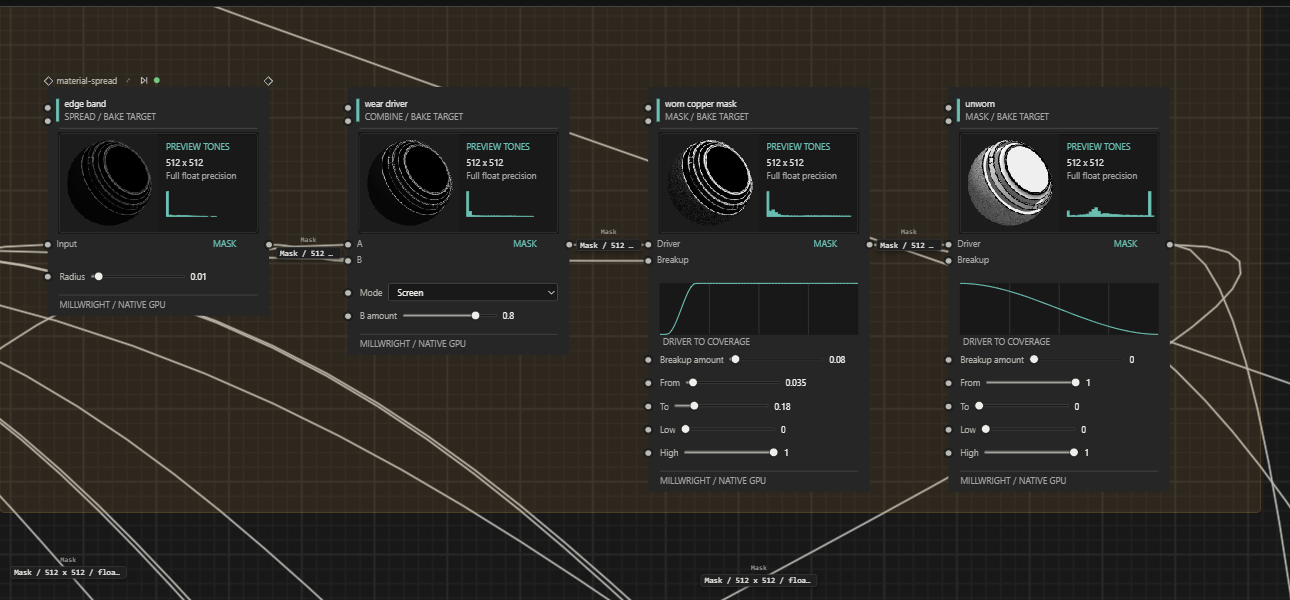 material-spread
edge band
SPREAD / BAKE TARGET
PREVIEW TONES
512 x 512
Full float precision
Input
MASK
Radius
0.01
MILLWRIGHT / NATIVE GPU
Mask
Mask / 512 …
wear driver
COMBINE / BAKE TARGET
PREVIEW TONES
512 x 512
Full float precision
A
MASK
B
Mode
Screen
B amount
0.8
MILLWRIGHT / NATIVE GPU
Mask
Mask / 512 …
worn copper mask
MASK / BAKE TARGET
PREVIEW TONES
512 x 512
Full float precision
Driver
MASK
Breakup
DRIVER TO COVERAGE
Breakup amount
0.08
From
0.035
To
0.18
Low
0
High
1
MILLWRIGHT / NATIVE GPU
Mask
Mask / 512 …
unworn
MASK / BAKE TARGET
PREVIEW TONES
512 x 512
Full float precision
Driver
MASK
Breakup
DRIVER TO COVERAGE
Breakup amount
0
From
1
To
0
Low
0
High
1
MILLWRIGHT / NATIVE GPU
Mask
Mask / 512 x 512 / floa…
Mask
Mask / 512 x 512 / floa…